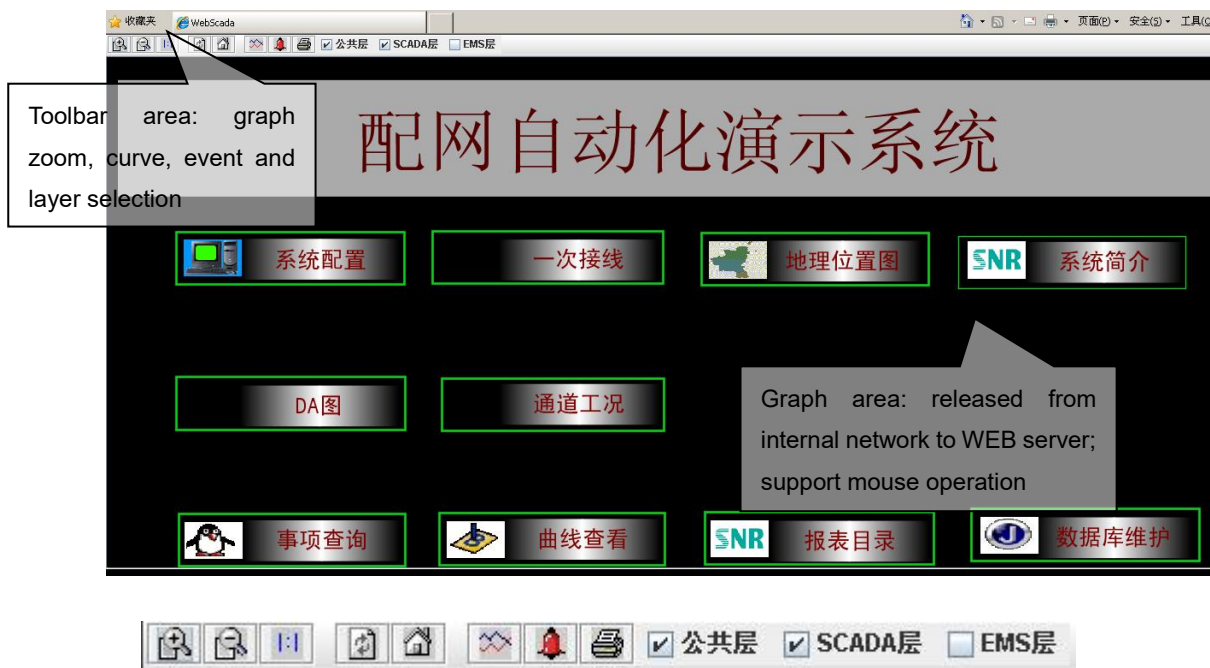 收藏夹 WebScada 页面(P) 安全(S) 工具(O
1:1 公共层 SCADA层 EMS层
Toolbar area: graph
zoom, curve, event and
layer selection
配网自动化演示系统
系统配置 一次接线 地理位置图 SNR 系统简介
DA图 通道工况
Graph area: released from
internal network to WEB server;
support mouse operation
事项查询 曲线查看 SNR 报表目录 J 数据库维护
1:1 公共层 SCADA层 EMS层